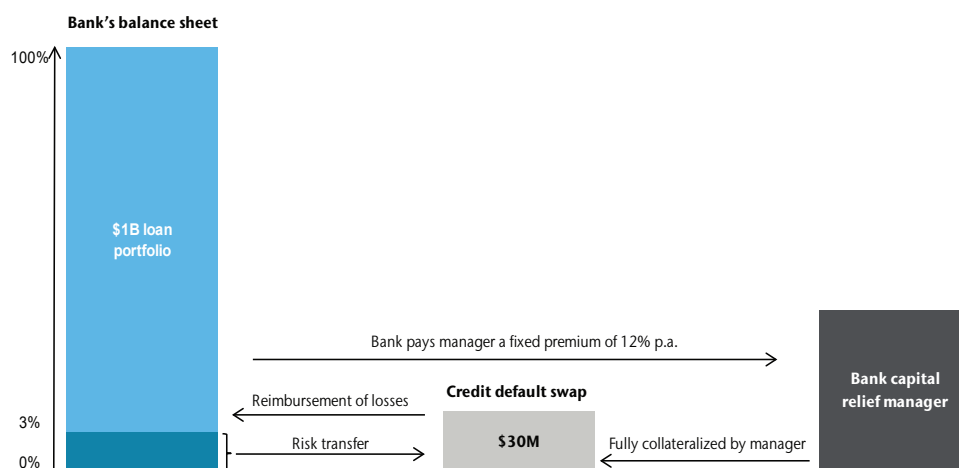 Bank's balance sheet
100%
$1B loan
portfolio
Bank pays manager a fixed premium of 12% p.a.
Bank capital
relief manager
Credit default swap
Reimbursement of losses
3%
$30M
Risk transfer
Fully collateralized by manager
0%